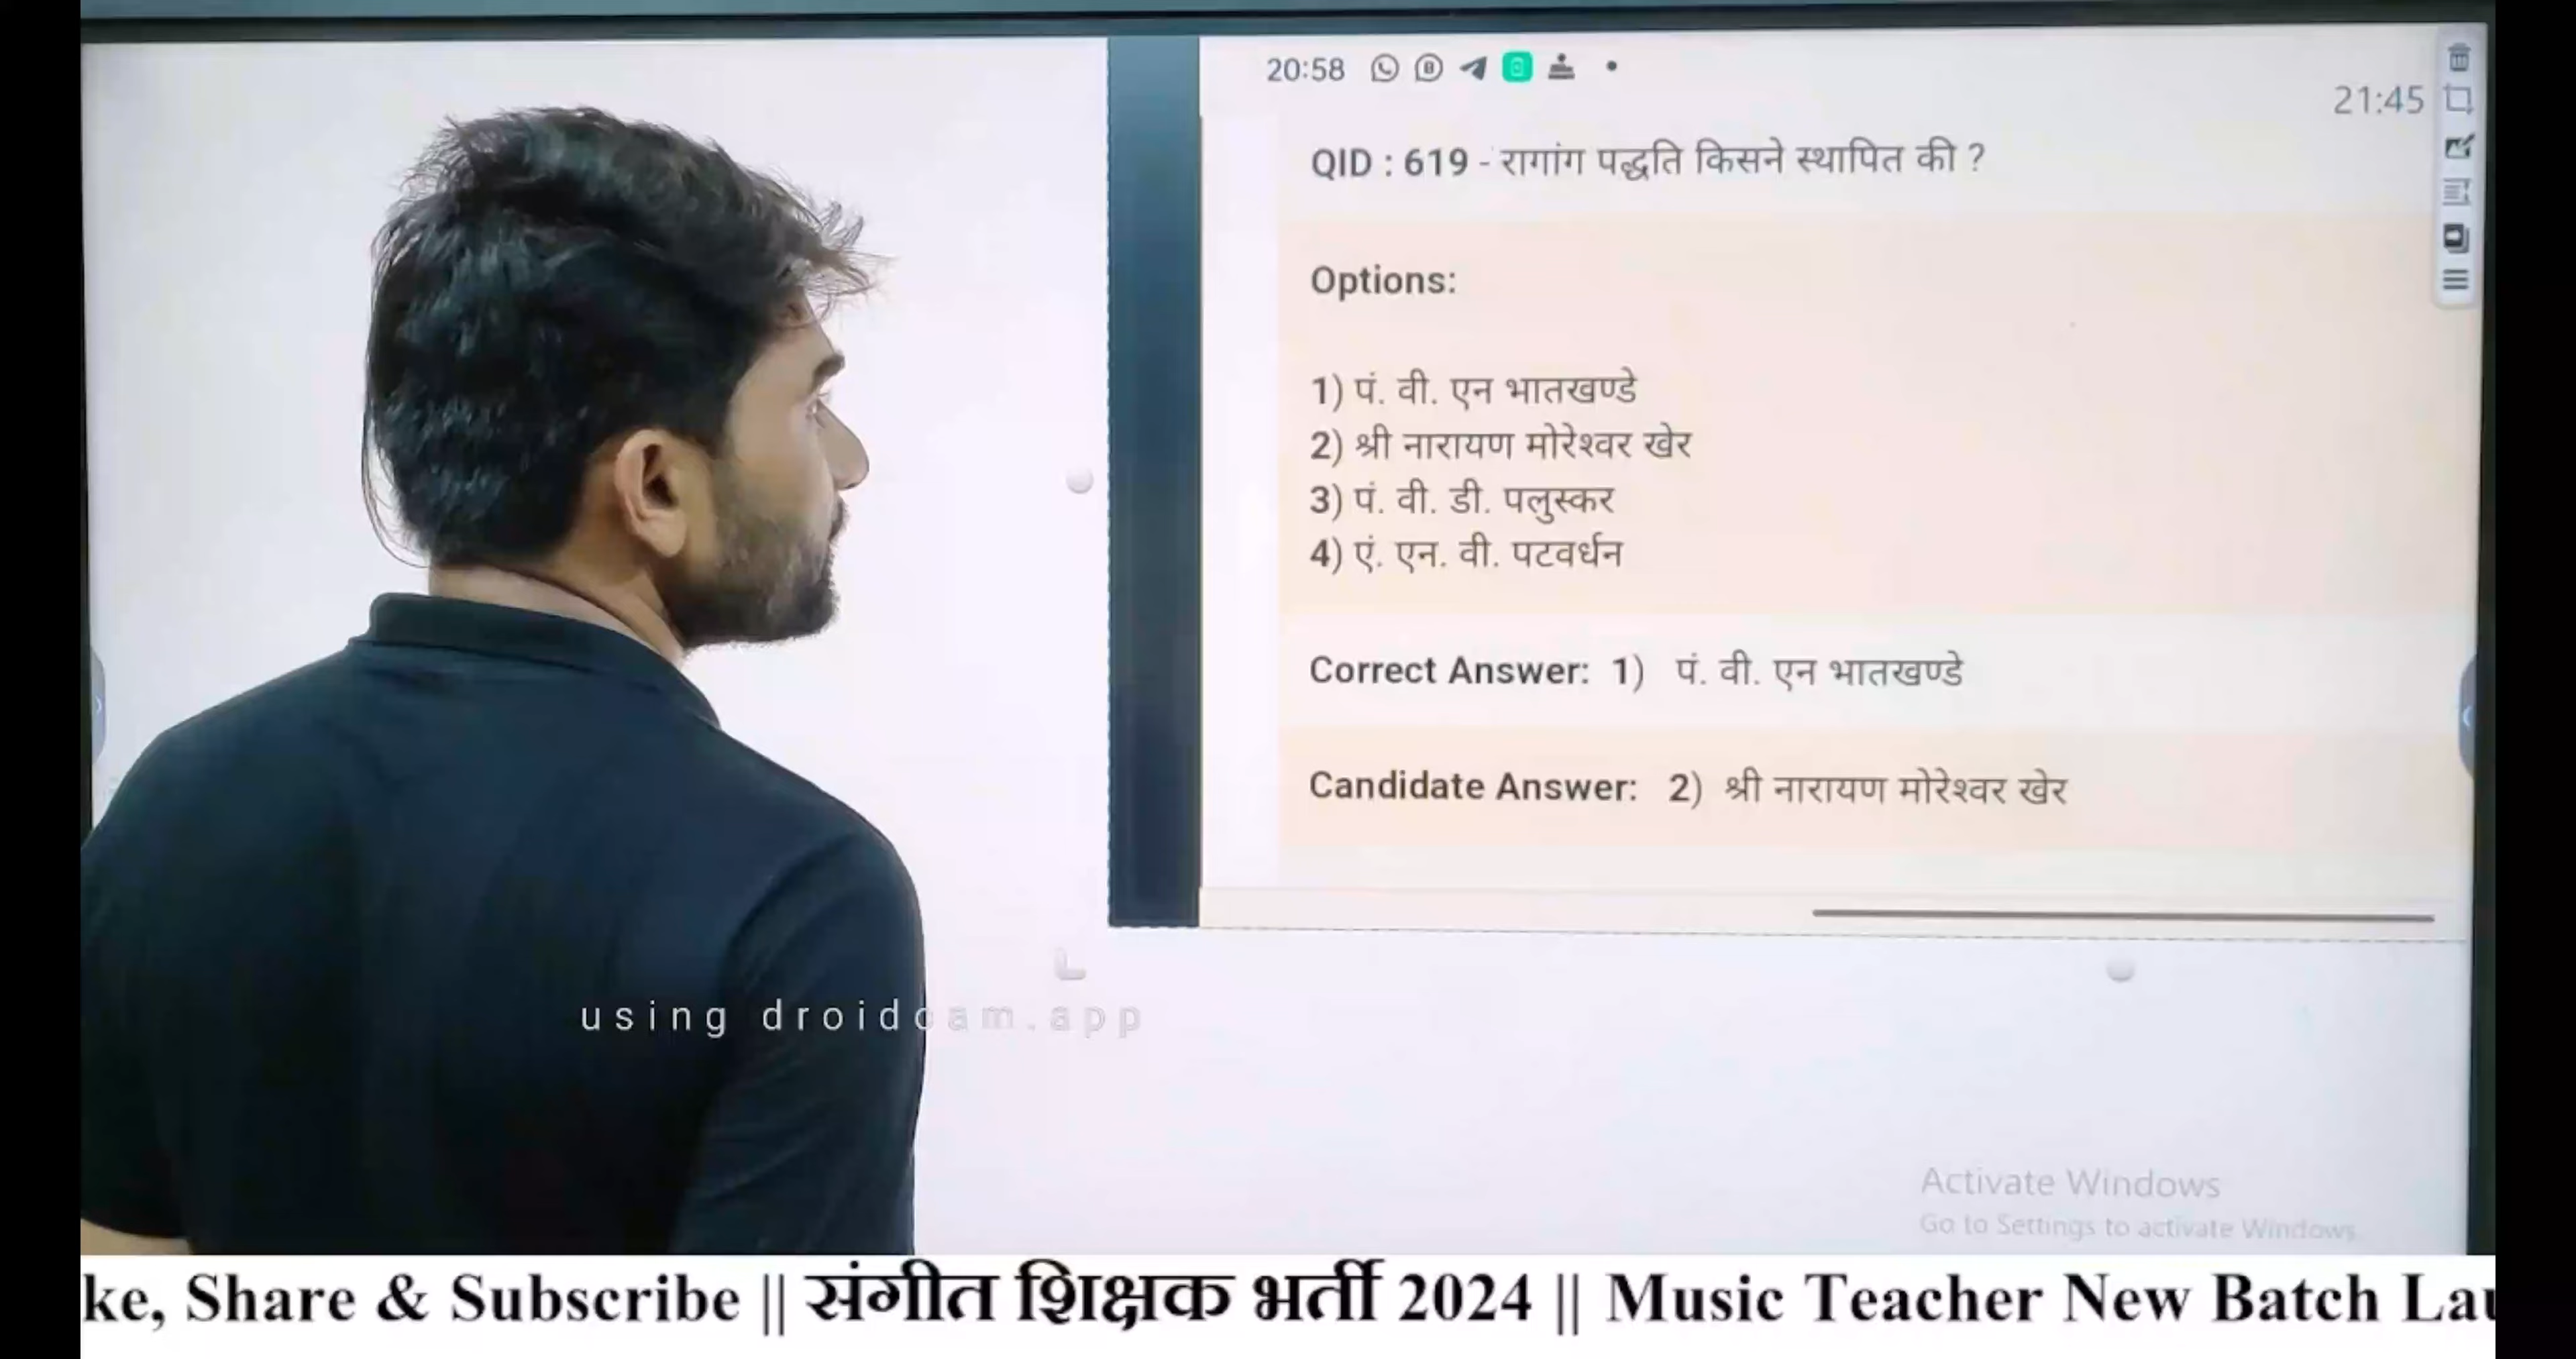 20:58
21:45
QID : 619 - रागांग पद्धति किसने स्थापित की ?
Options:
1) पं. वी. एन भातखण्डे
2) श्री नारायण मोरेश्वर खेर
3) पं. वी. डी. पलुस्कर
4) एं. एन. वी. पटवर्धन
Correct Answer: 1) पं. वी. एन भातखण्डे
Candidate Answer: 2) श्री नारायण मोरेश्वर खेर
using droidcam.app
Activate Windows
Go to Settings to activate Windows.
ke, Share & Subscribe || संगीत शिक्षक भर्ती 2024 || Music Teacher New Batch Lau